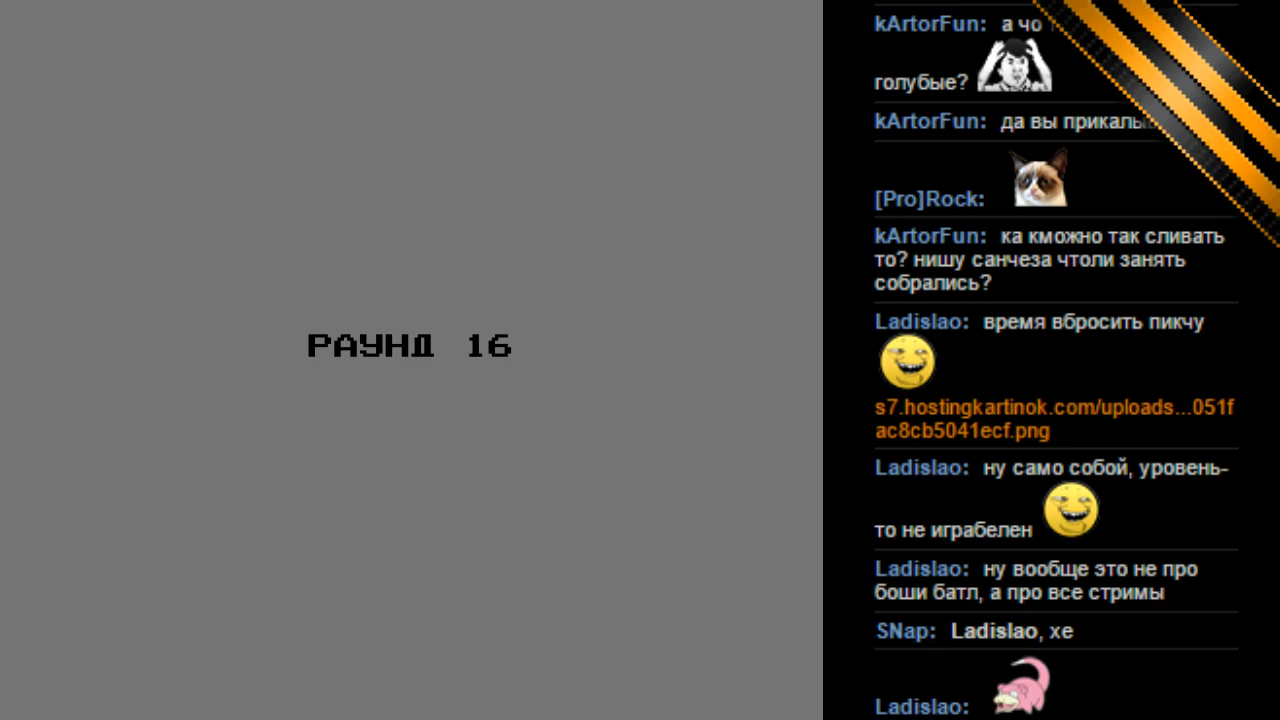 РАУНД 16
kArtorFun: а чо
голубые?
kArtorFun: да вы
[Pro]Rock:
kArtorFun: ка кможно так сливать
то? нишу санчеза чтоли занять
собрались?
Ladislao: время вбросить пикчу
s7.hostingkartinok.com/uploads...051f
ac8cb5041ecf.png
Ladislao: ну само собой, уровень-
то не играбелен
Ladislao: ну вообще это не про
боши батл, а про все стримы
SNap: Ladislao, хе
Ladislao: